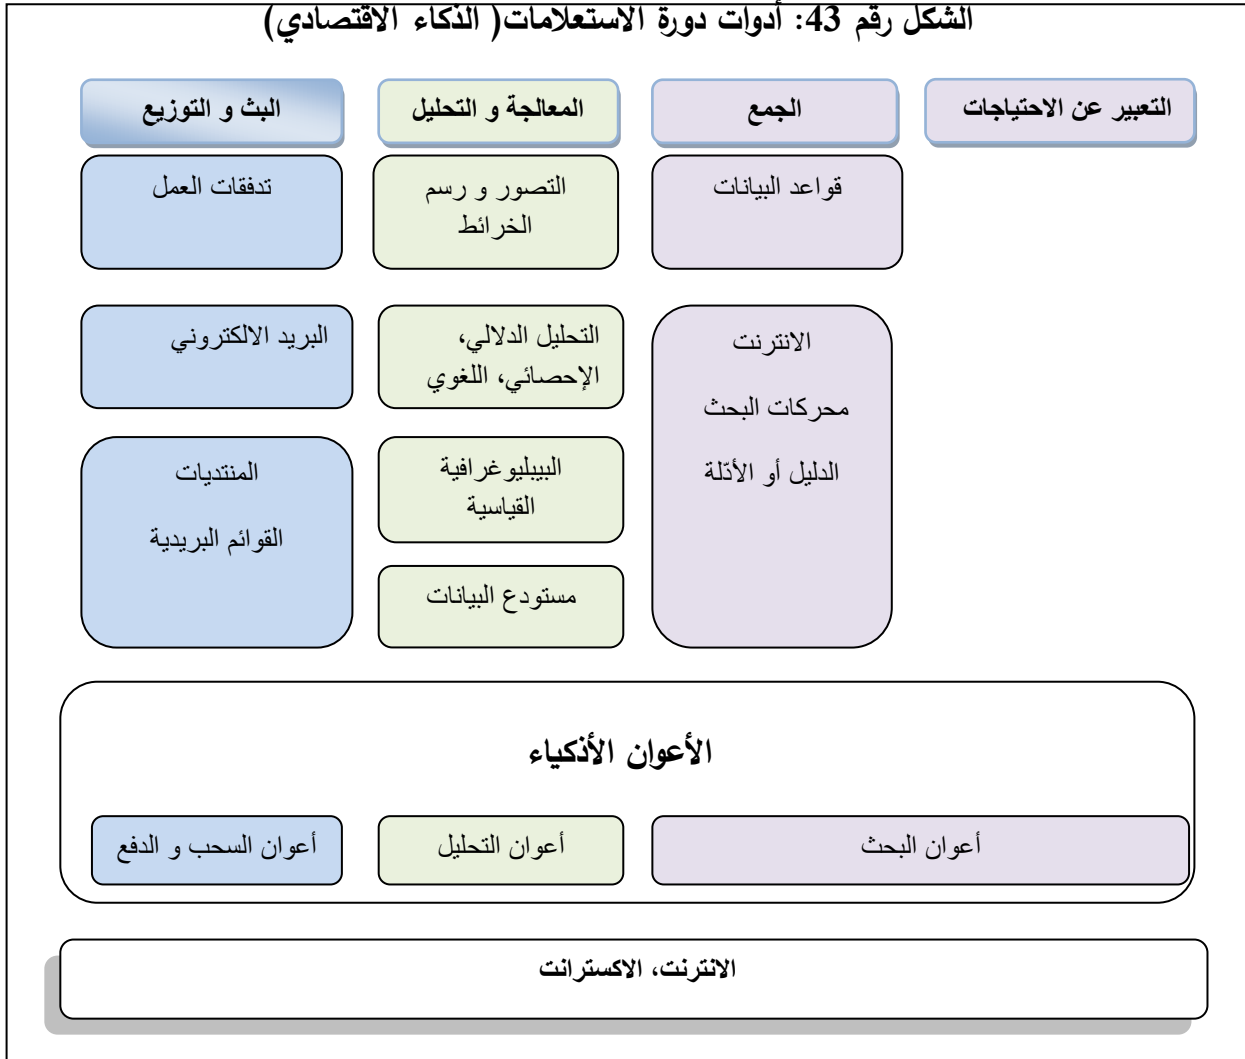 الشكل رقم 43: أدوات دورة الاستعلامات( الذكاء الاقتصادي)
التعبير عن الاحتياجات
الجمع
المعالجة و التحليل
البث و التوزيع
قواعد البيانات
التصور و رسم
الخرائط
تدفقات العمل
الانترنت
محركات البحث
الدليل أو الأدّلة
التحليل الدلالي،
الإحصائي، اللغوي
البريد الالكتروني
البيبليوغرافية
القياسية
المنتديات
القوائم البريدية
مستودع البيانات
الأعوان الأذكياء
أعوان البحث
أعوان التحليل
أعوان السحب و الدفع
الانترنت، الاكسترانت